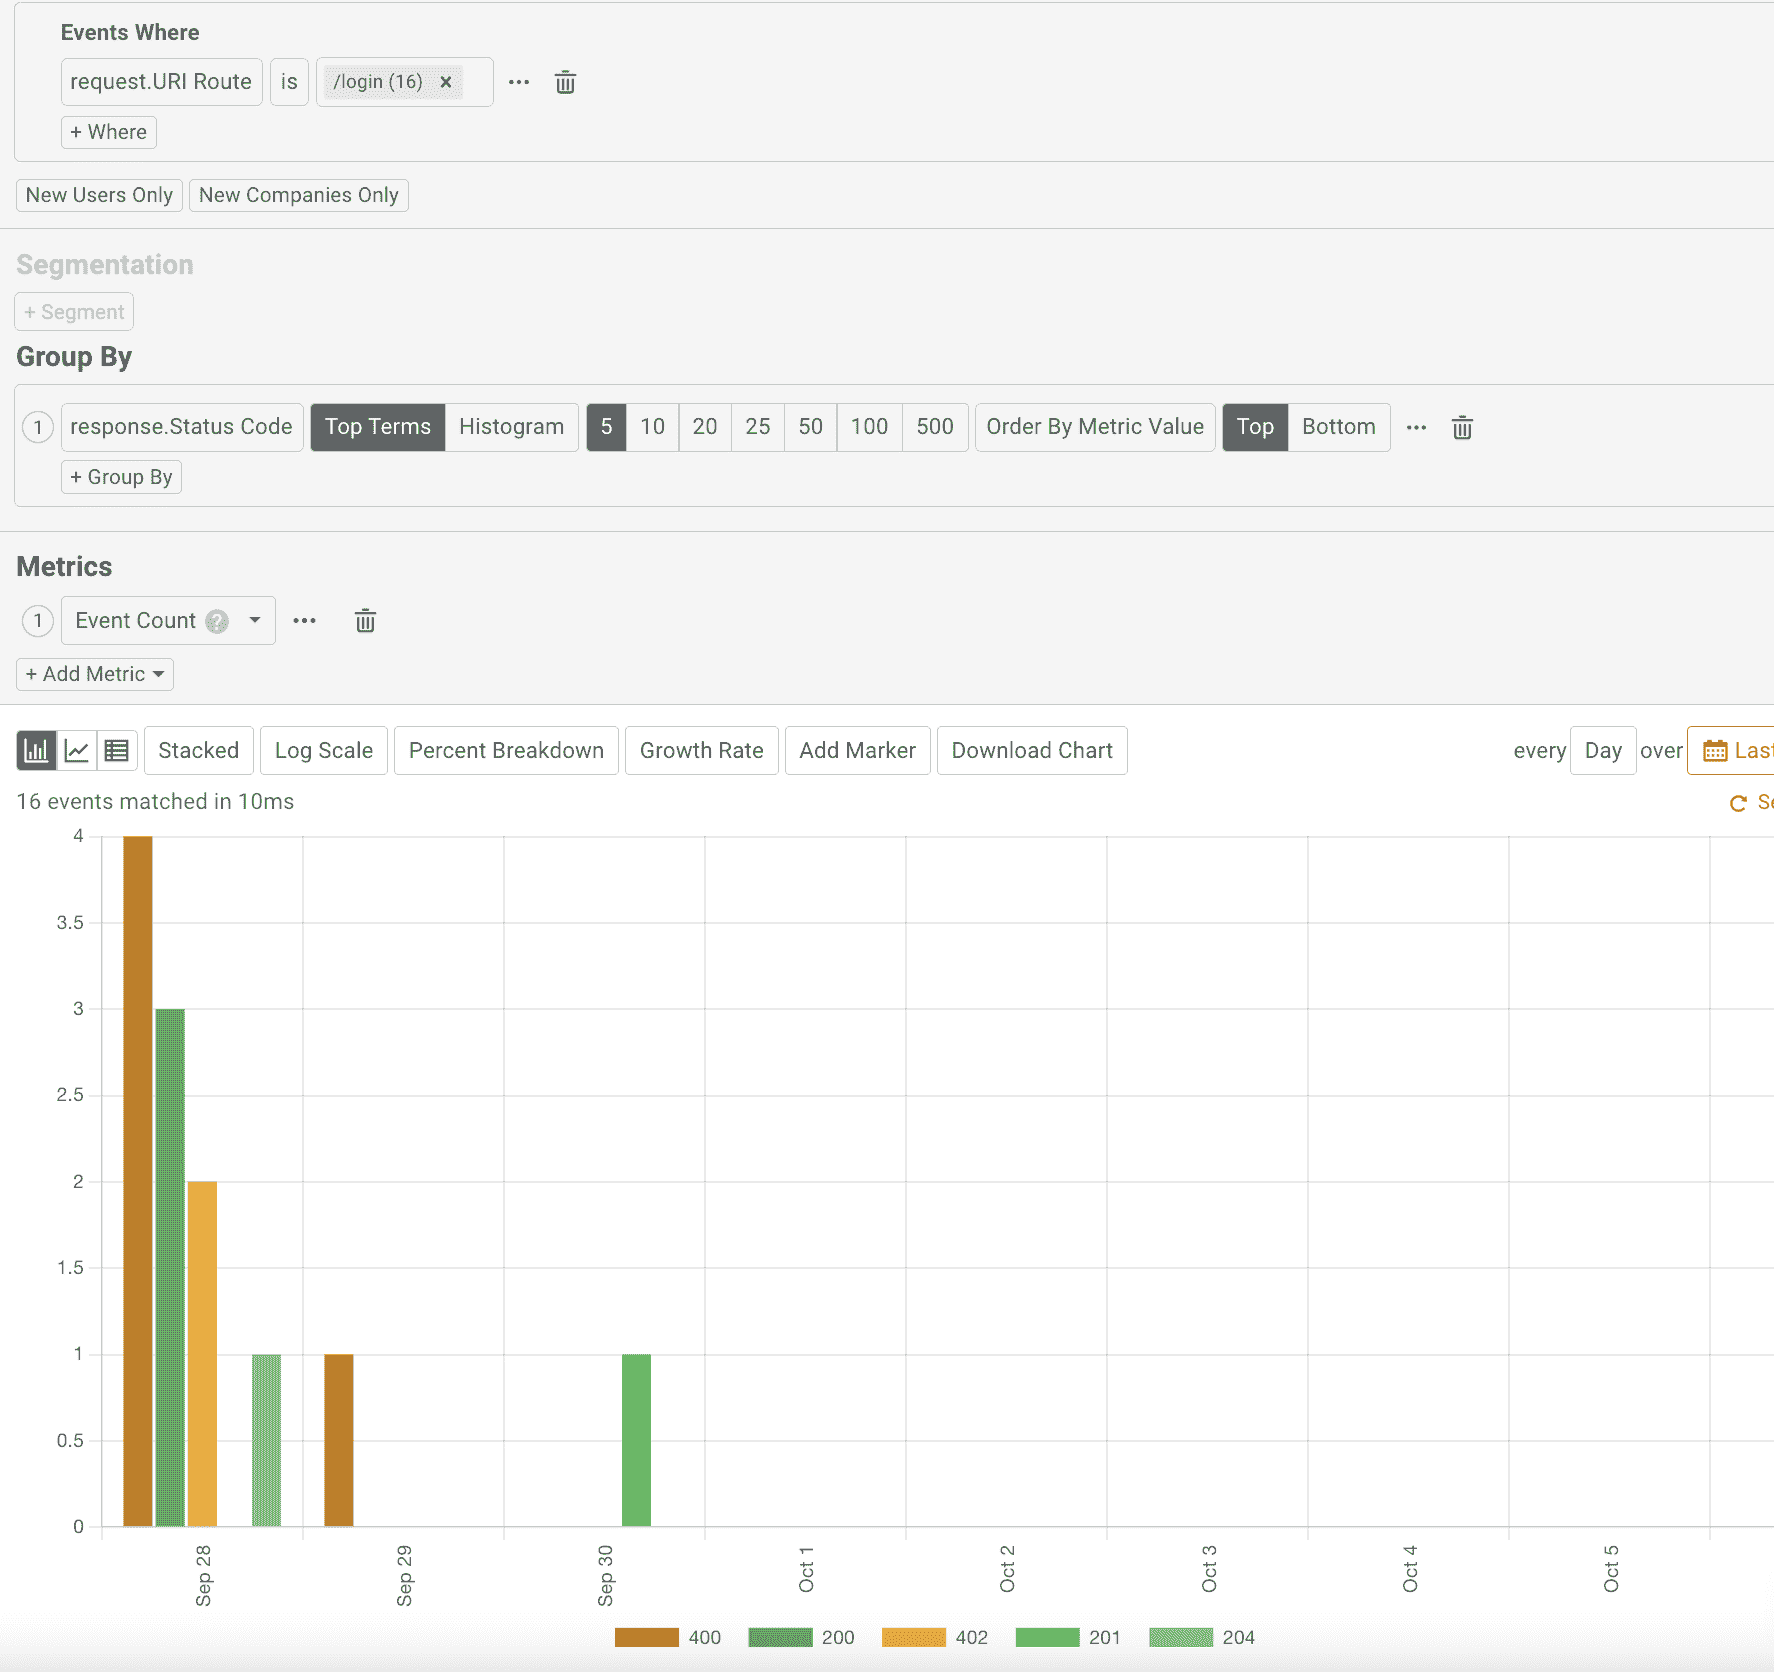 Events Where
request.URI Route is /login (16) ×
+ Where
New Users Only New Companies Only
Segmentation
+ Segment
Group By
1 response.Status Code Top Terms Histogram 5 10 20 25 50 100 500 Order By Metric Value Top Bottom
+ Group By
Metrics
1 Event Count ?
+ Add Metric
Stacked Log Scale Percent Breakdown Growth Rate Add Marker Download Chart every Day over Last
16 events matched in 10ms
4
3.5
3
2.5
2
1.5
1
0.5
0
Sep 28 Sep 29 Sep 30 Oct 1 Oct 2 Oct 3 Oct 4 Oct 5
400 200 402 201 204